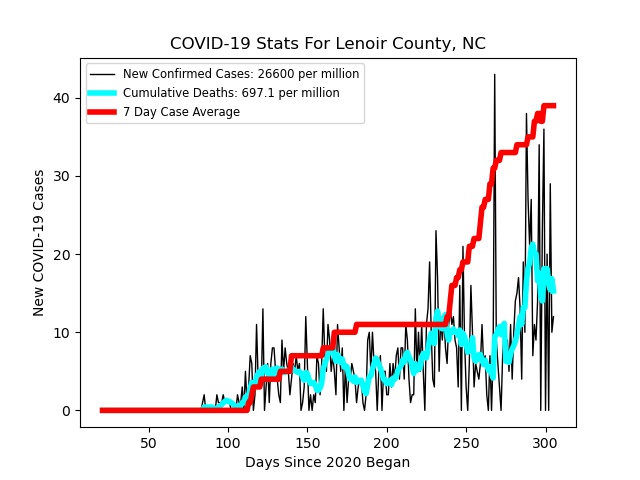 COVID-19 Stats For Lenoir County, NC
New Confirmed Cases: 26600 per million
Cumulative Deaths: 697.1 per million
7 Day Case Average
New COVID-19 Cases
40
30
20
10
0
50 100 150 200 250 300
Days Since 2020 Began